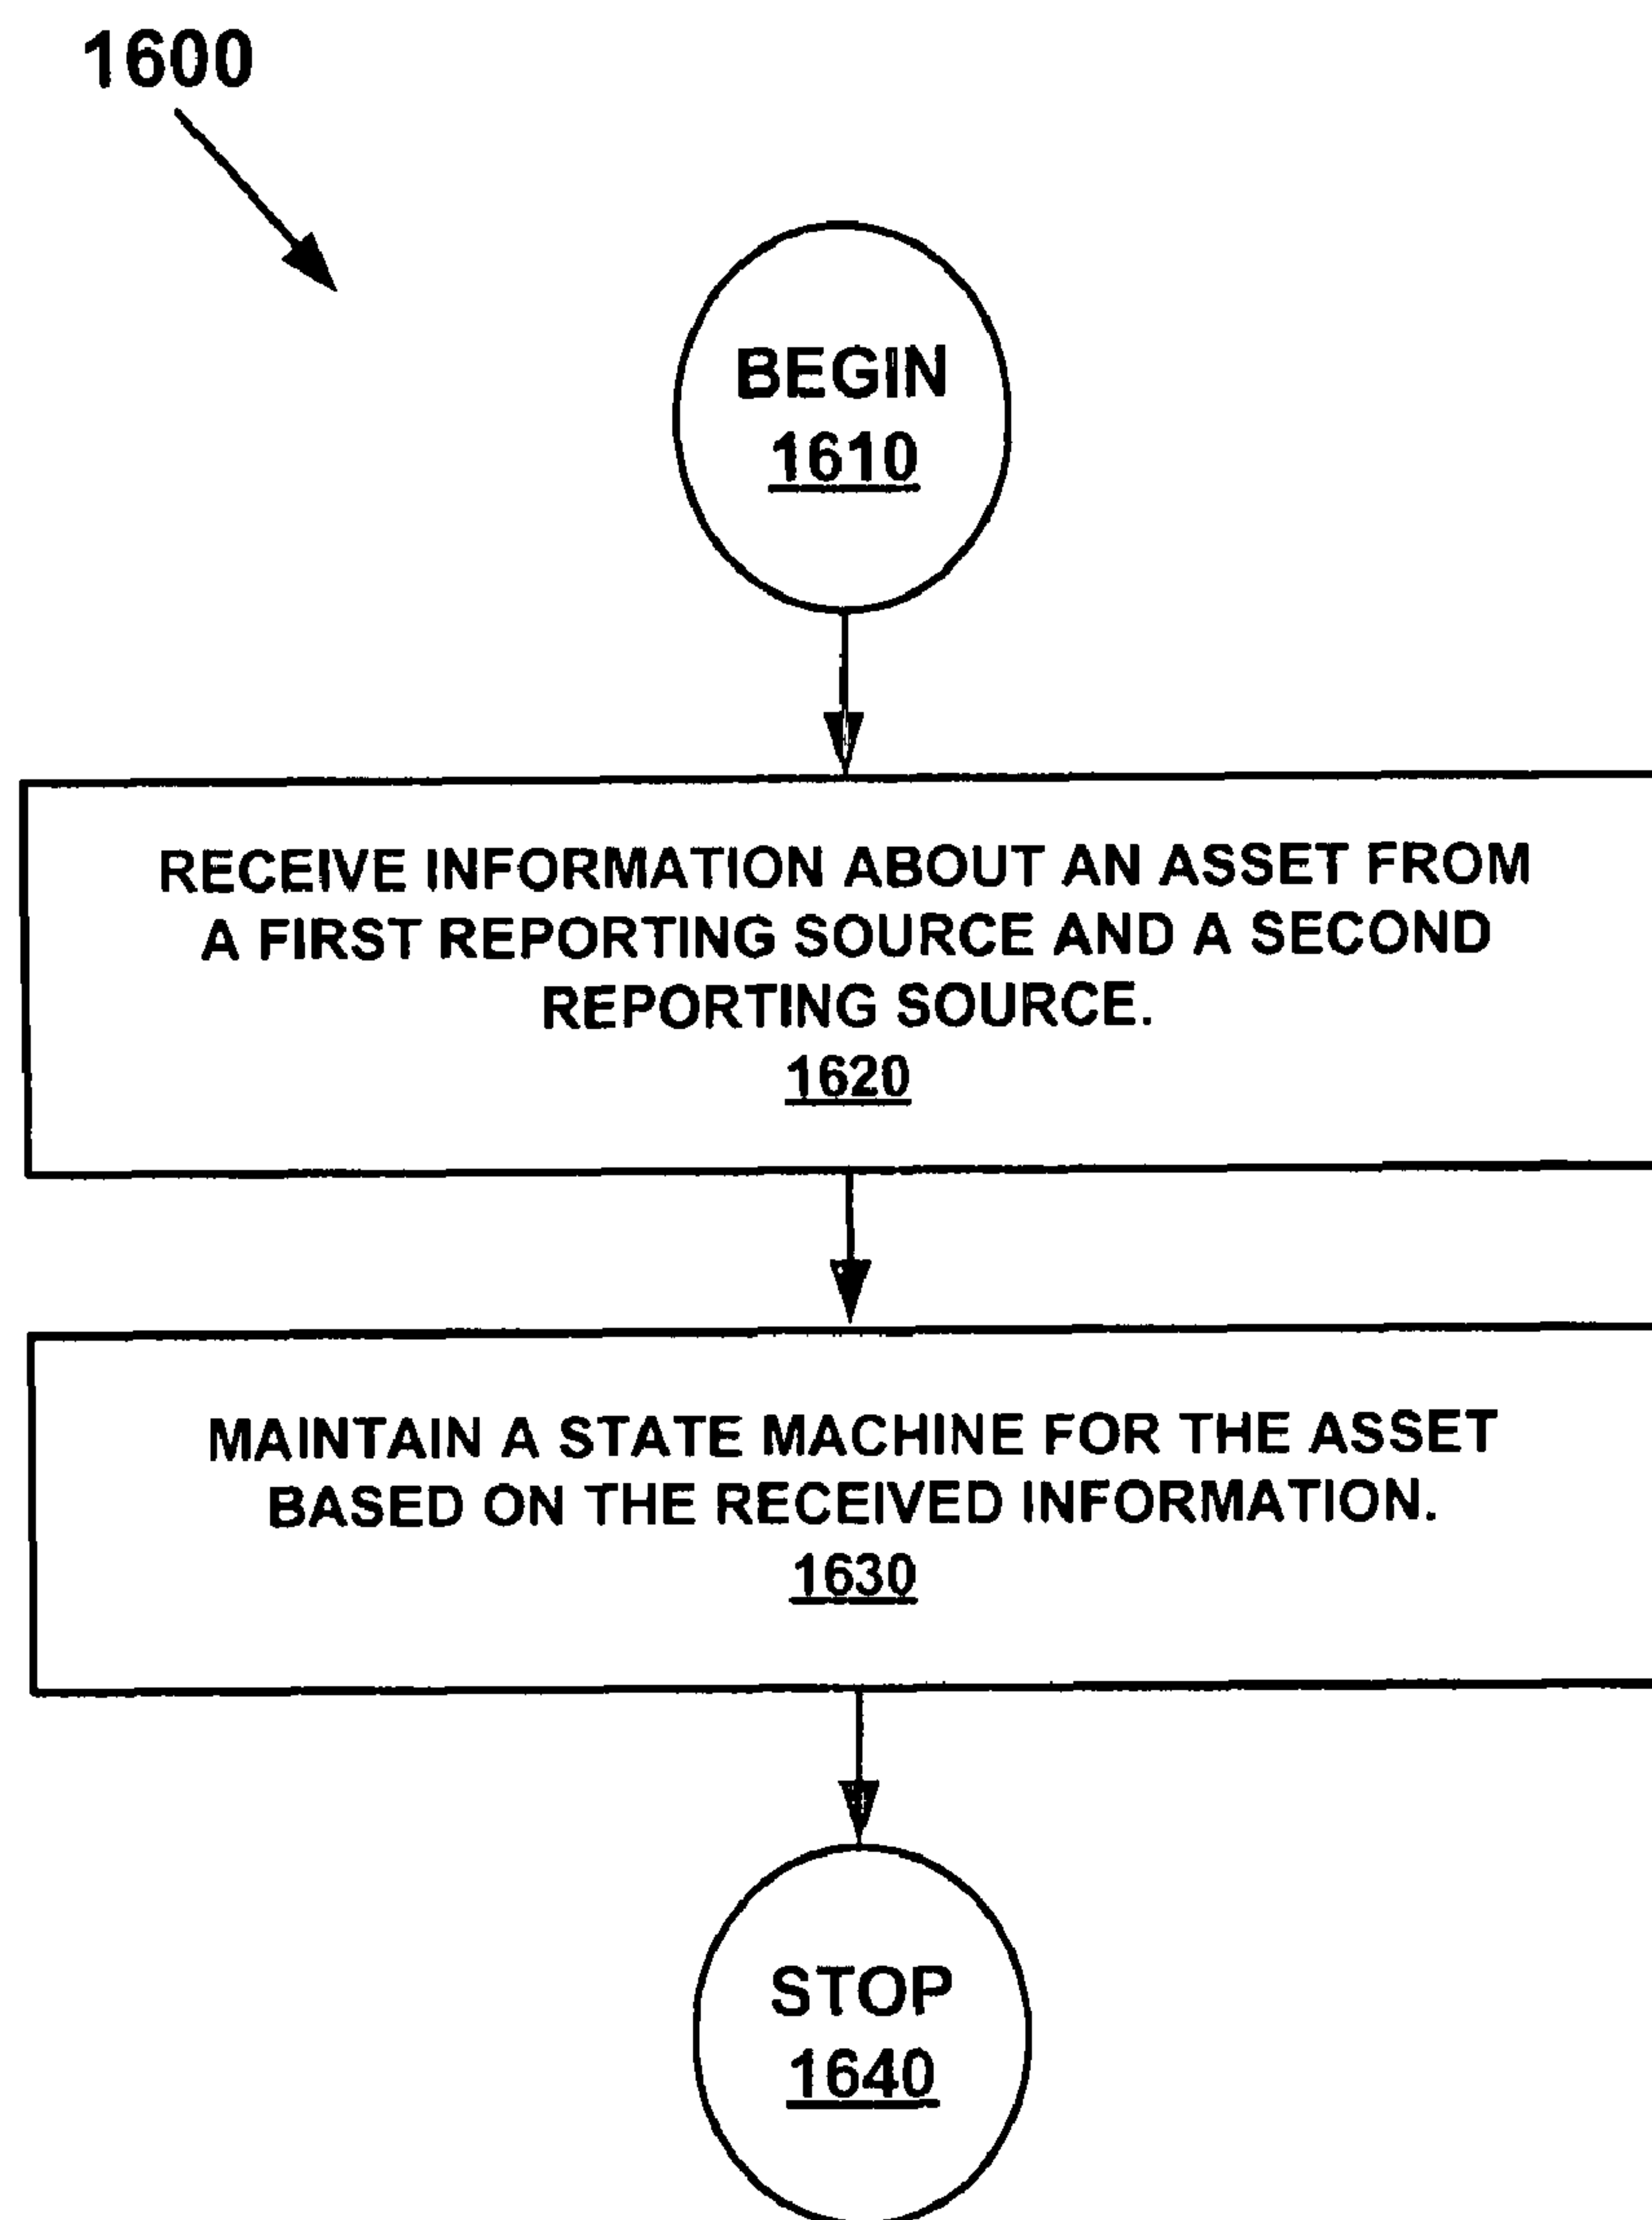 1600
BEGIN
1610
RECEIVE INFORMATION ABOUT AN ASSET FROM
A FIRST REPORTING SOURCE AND A SECOND
REPORTING SOURCE.
1620
MAINTAIN A STATE MACHINE FOR THE ASSET
BASED ON THE RECEIVED INFORMATION.
1630
STOP
1640